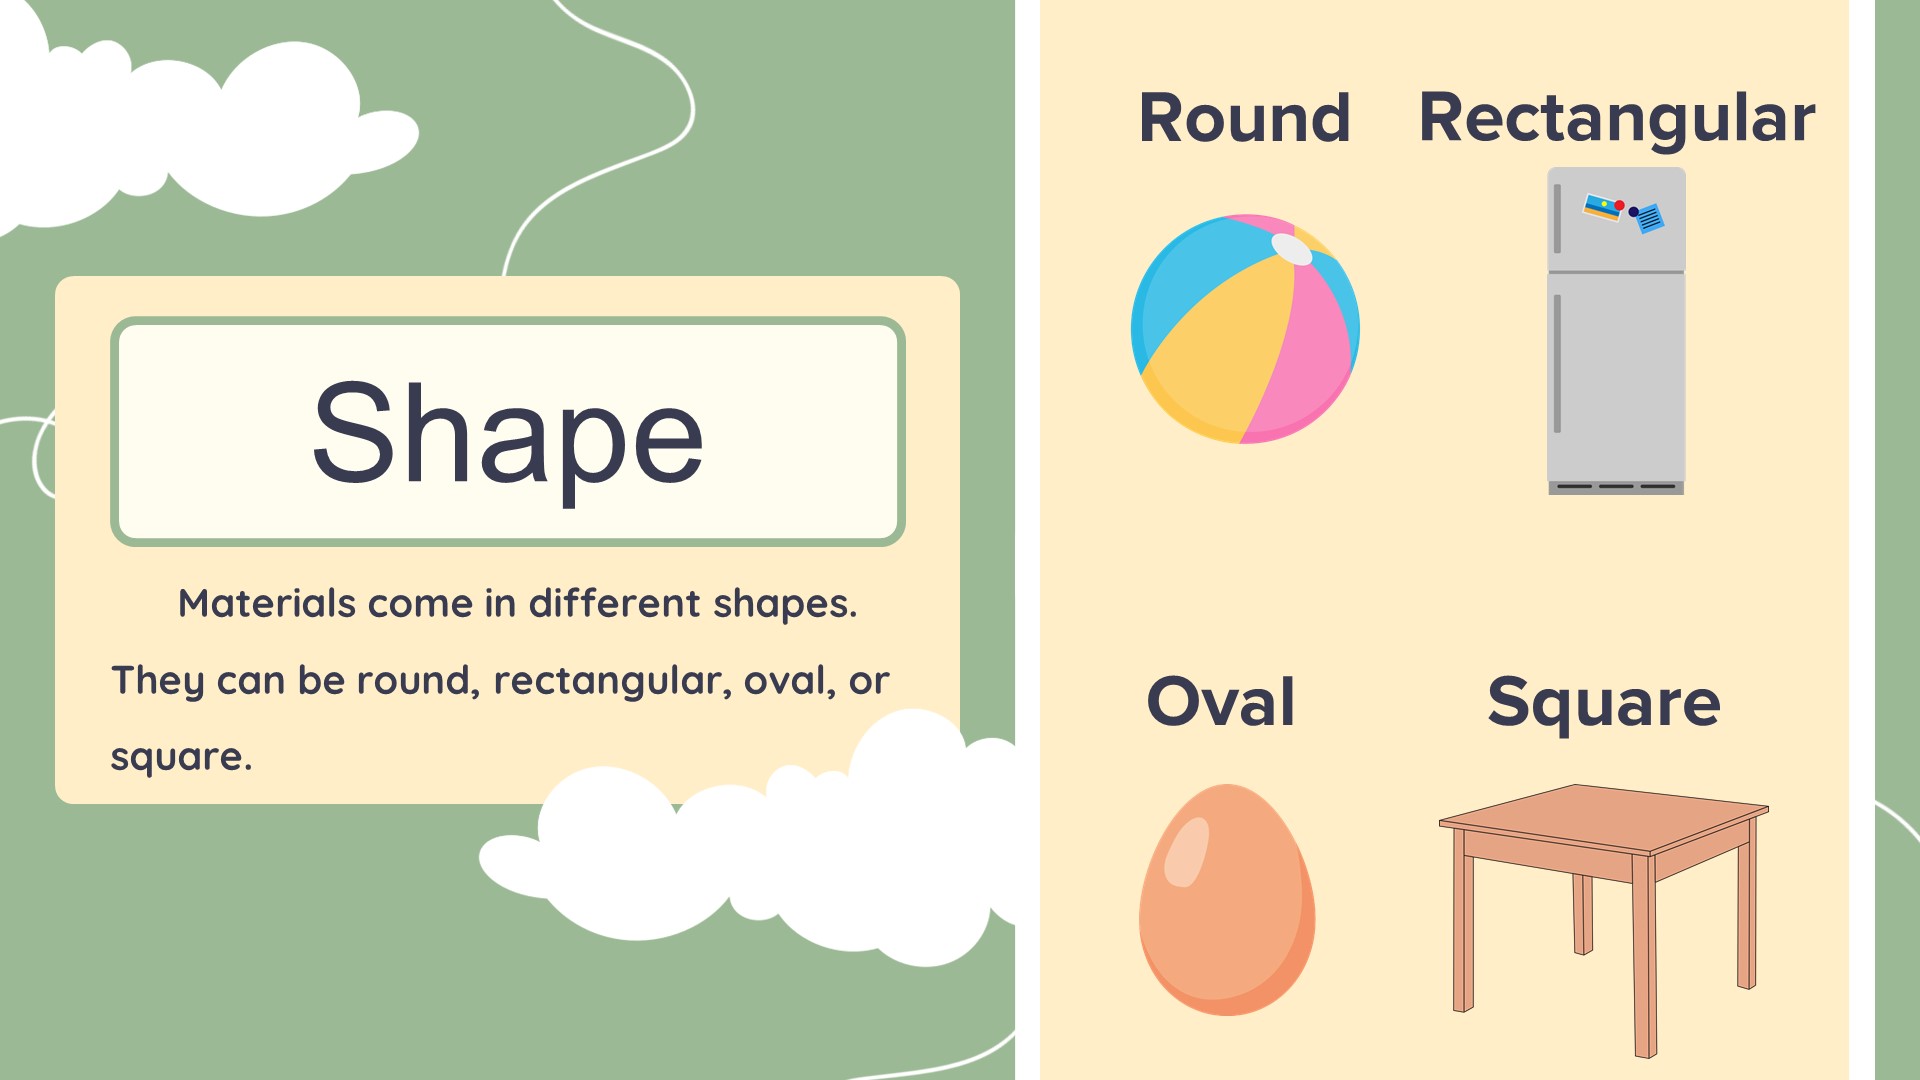 Shape
Materials come in different shapes.
They can be round, rectangular, oval, or
square.
Round
Rectangular
Oval
Square